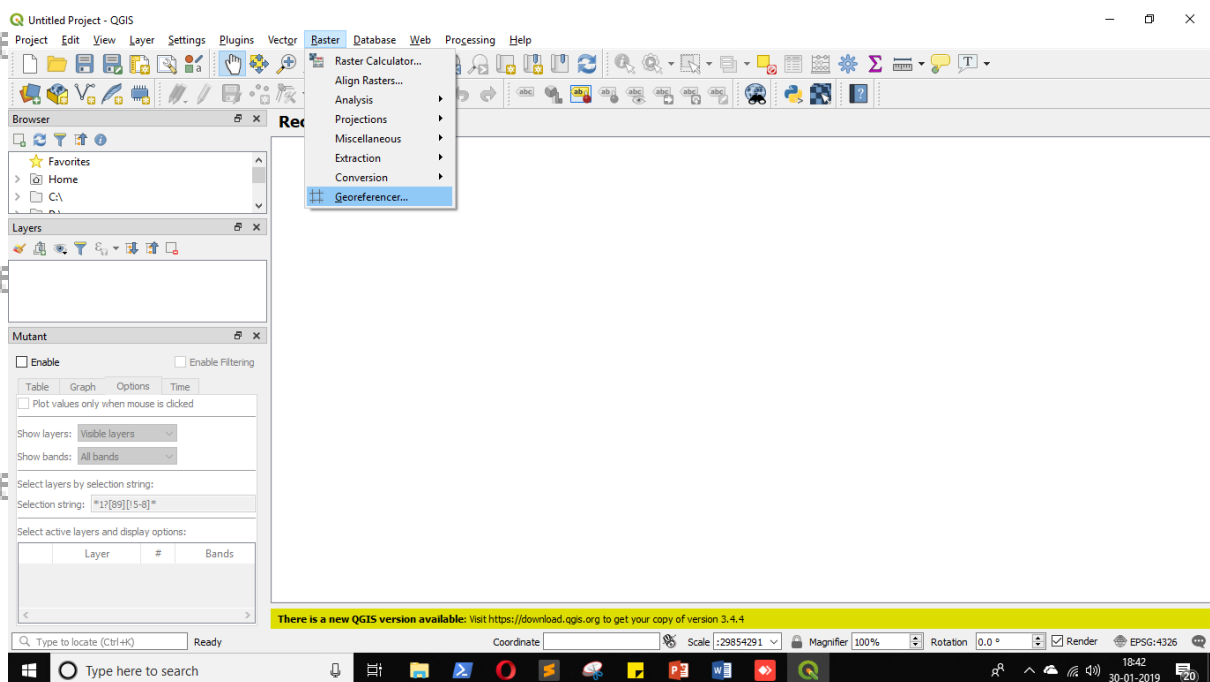 Untitled Project - QGIS
Project Edit View Layer Settings Plugins Vector Raster Database Web Processing Help
Raster Calculator...
Align Rasters...
Analysis
Projections
Miscellaneous
Extraction
Conversion
Georeferencer...
Browser
Rec
Favorites
Home
C:\
Layers
Mutant
Enable Enable Filtering
Table Graph Options Time
Plot values only when mouse is clicked
Show layers: Visible layers
Show bands: All bands
Select layers by selection string:
Selection string: *1?[89][!5-8]*
Select active layers and display options:
Layer # Bands
There is a new QGIS version available: Visit https://download.qgis.org to get your copy of version 3.4.4
Type to locate (Ctrl+K) Ready Coordinate Scale :29854291 Magnifier 100% Rotation 0.0 ° Render EPSG:4326
Type here to search
18:42
30-01-2019
20